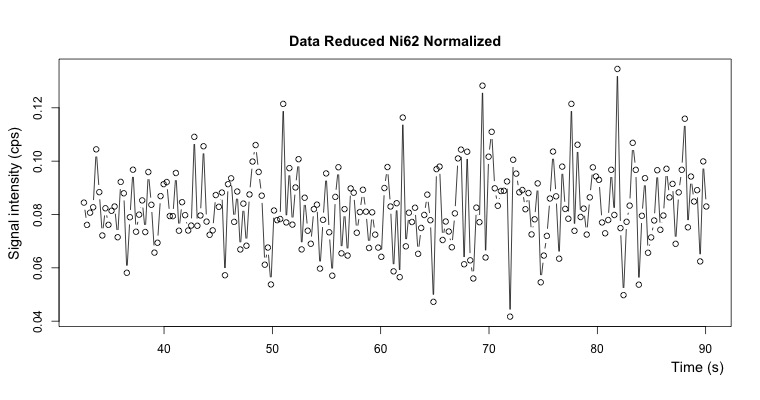 Data Reduced Ni62 Normalized
Signal intensity (cps)
0.12
0.10
0.08
0.06
0.04
40 50 60 70 80 90
Time (s)